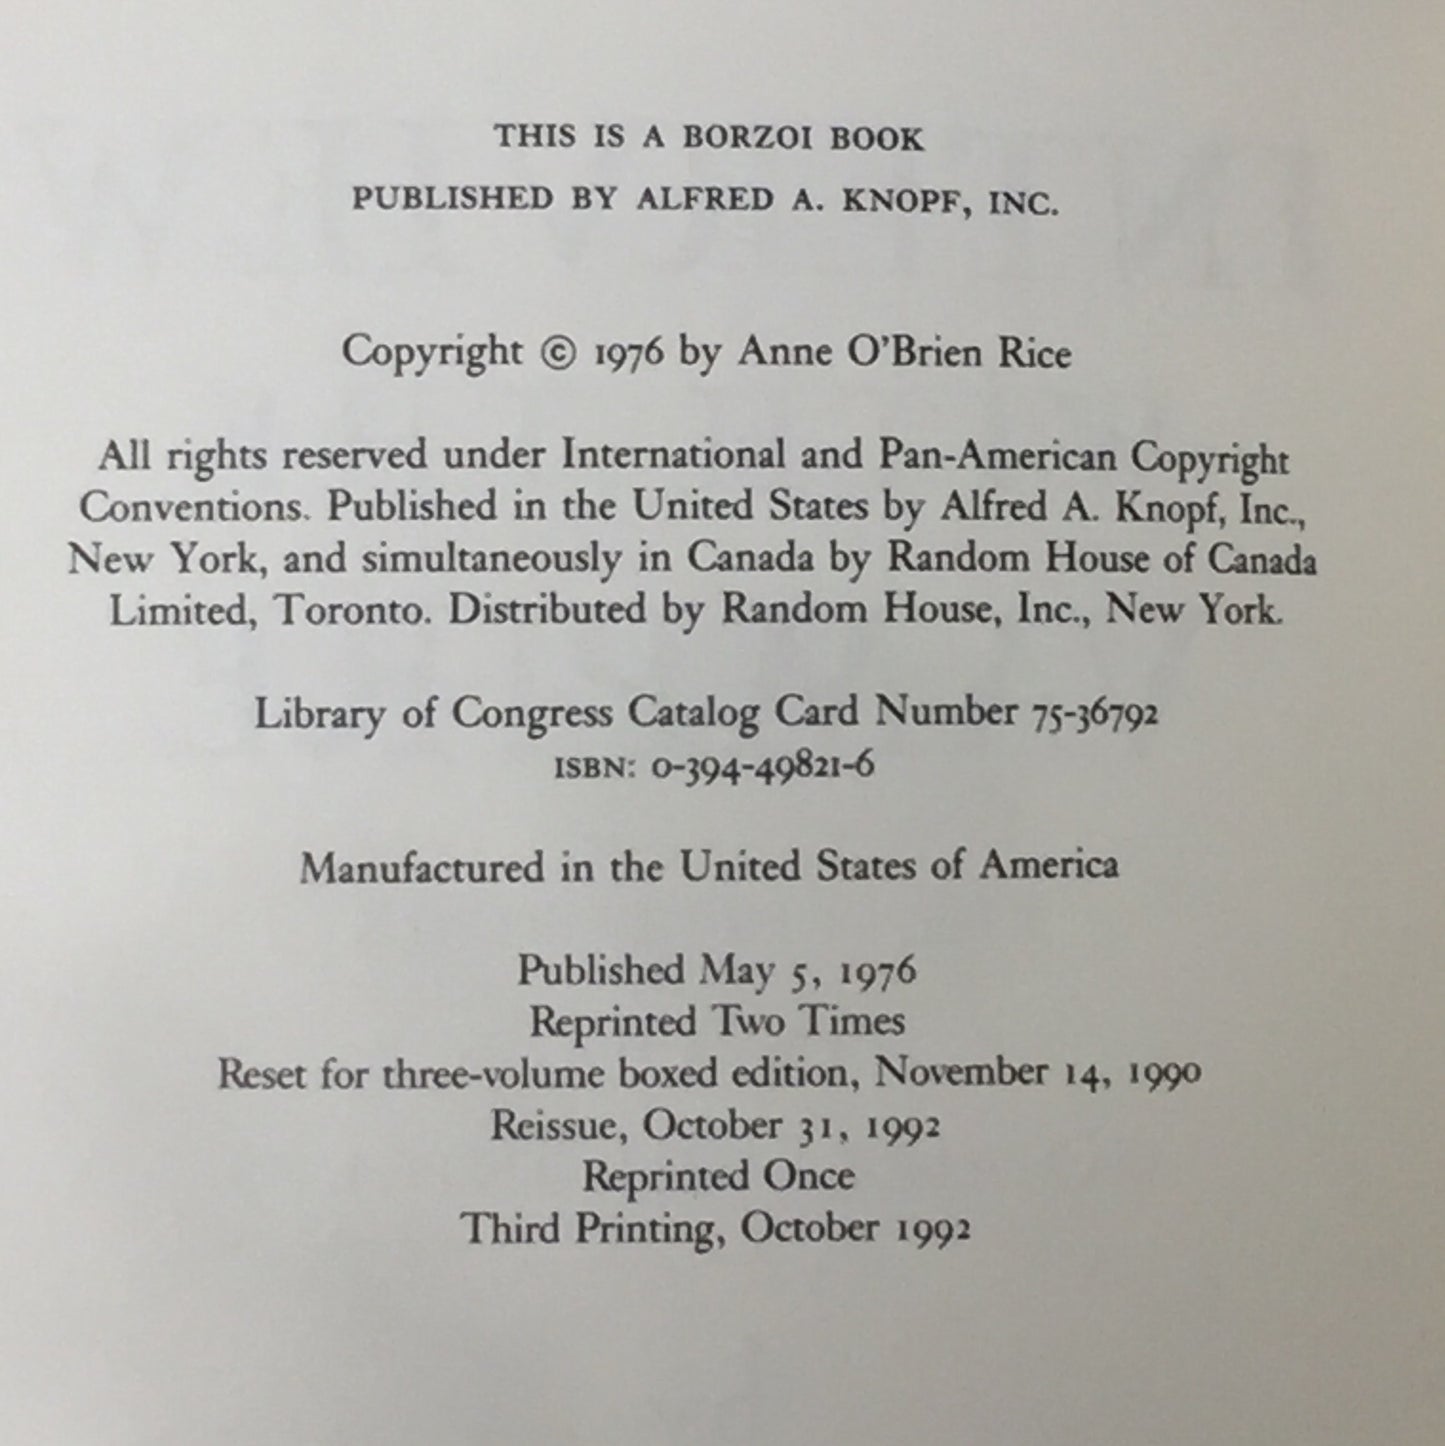 THIS IS A BORZOI BOOK
PUBLISHED BY ALFRED A. KNOPF, INC.
Copyright © 1976 by Anne O'Brien Rice
All rights reserved under International and Pan-American Copyright
Conventions. Published in the United States by Alfred A. Knopf, Inc.,
New York, and simultaneously in Canada by Random House of Canada
Limited, Toronto. Distributed by Random House, Inc., New York.
Library of Congress Catalog Card Number 75-36792
ISBN: 0-394-49821-6
Manufactured in the United States of America
Published May 5, 1976
Reprinted Two Times
Reset for three-volume boxed edition, November 14, 1990
Reissue, October 31, 1992
Reprinted Once
Third Printing, October 1992